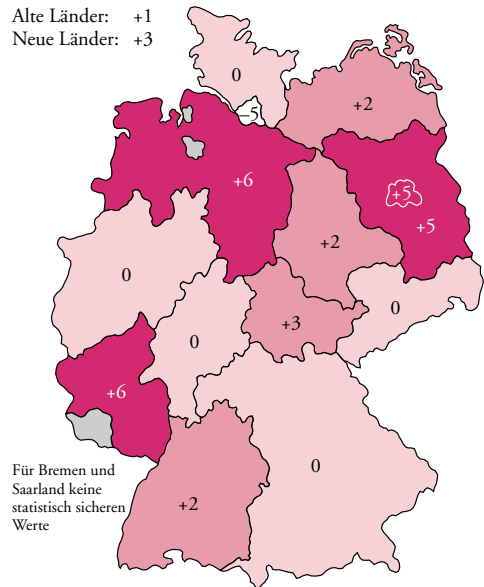 Alte Länder: +1
Neue Länder: +3
0
+2
−5
+6
+5
+5
+2
0
0
+3
0
+6
0
+2
Für Bremen und
Saarland keine
statistisch sicheren
Werte